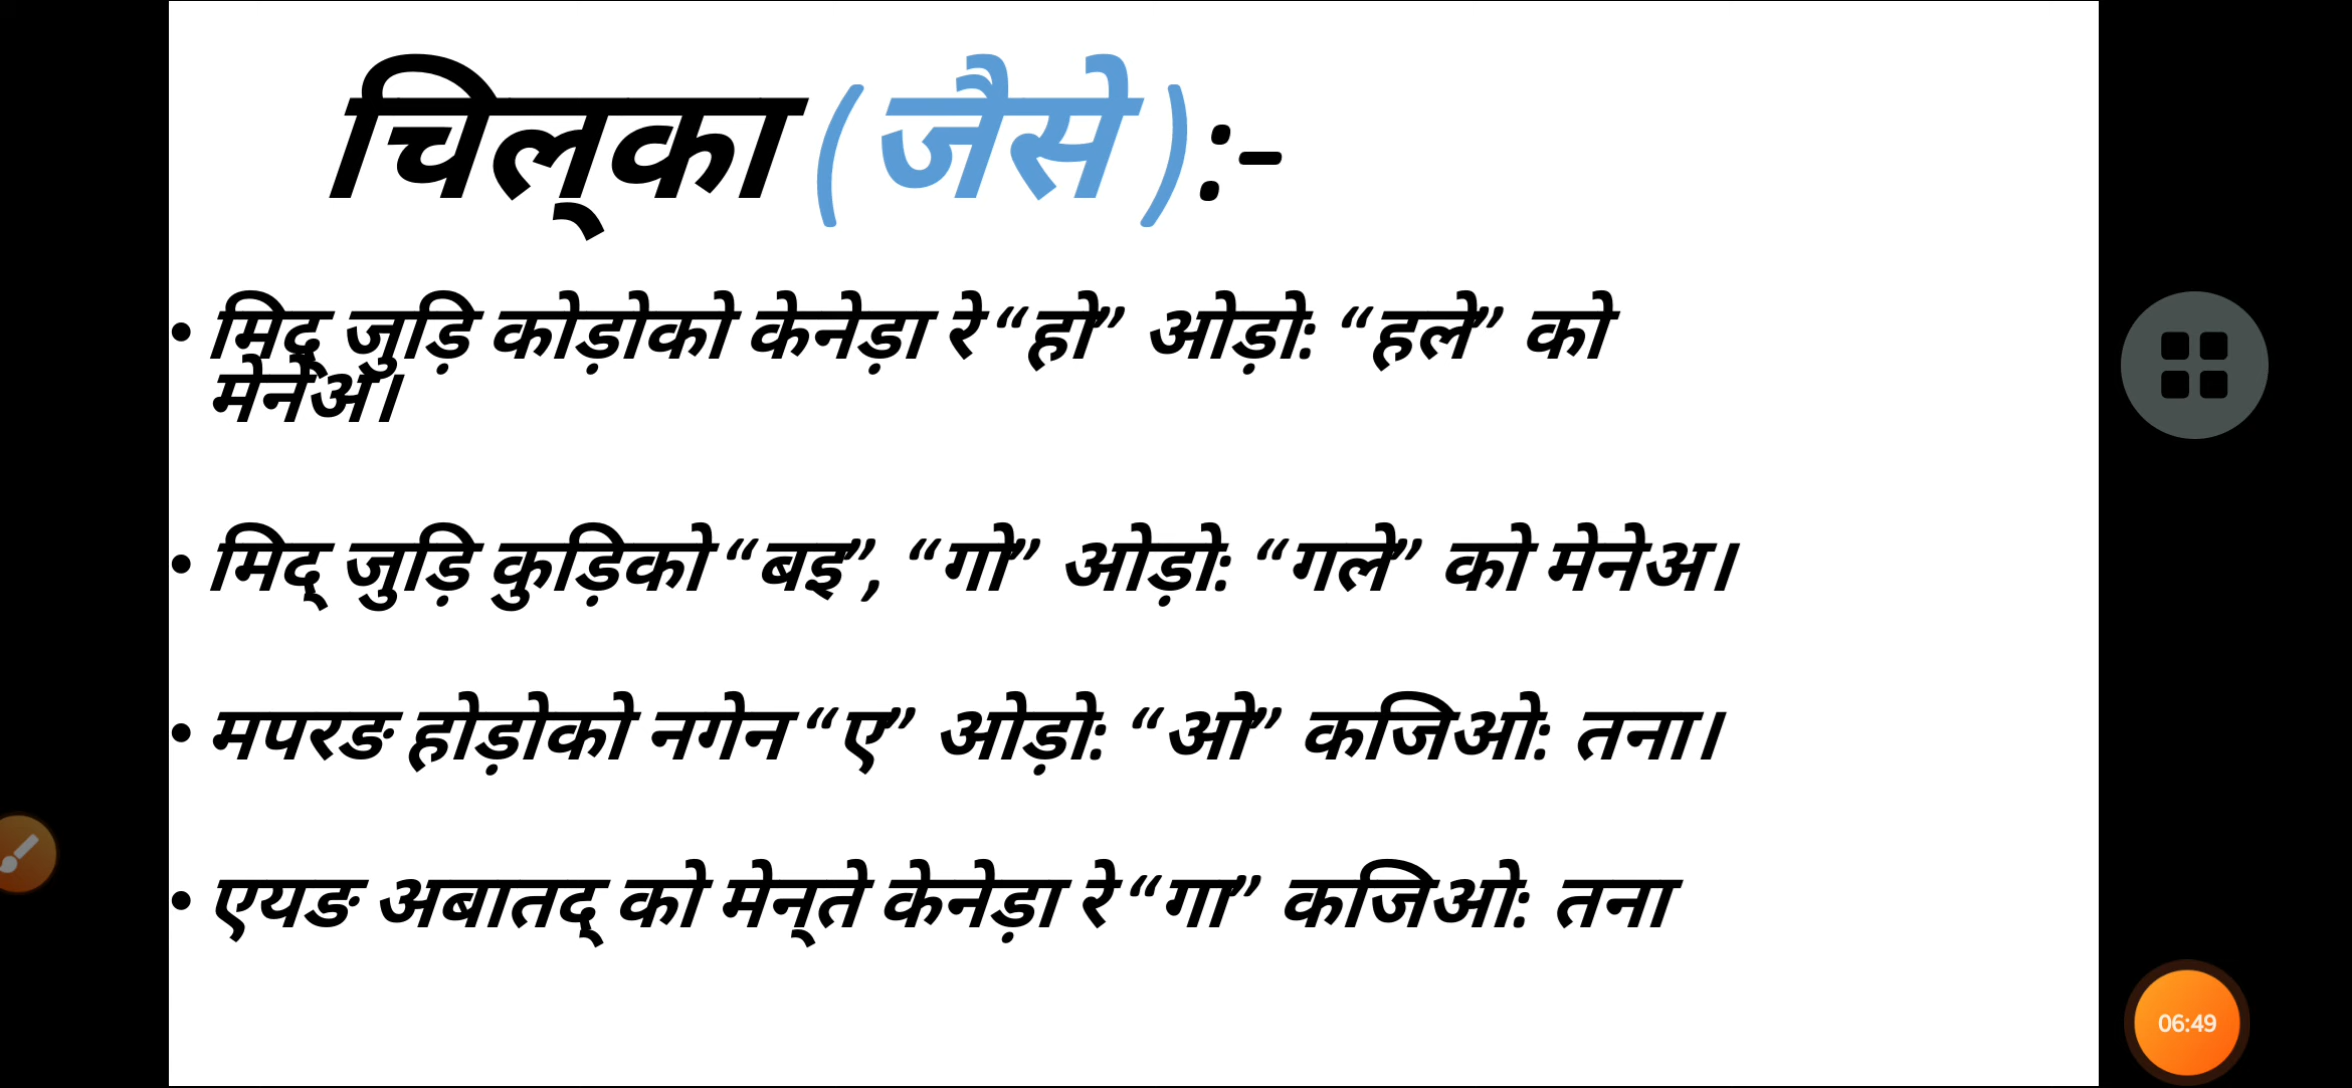 चिल्‌का (जैसे ):-
• मिद् जुड़ि कोड़ोको केनेड़ा रे “हो” ओड़ो: “हले” को
मेनेअ।
• मिद् जुड़ि कुड़िको “बइ”, “गो” ओड़ो: “गले” को मेनेअ।
• मपरङ होड़ोको नगेन “ए” ओड़ो: “ओ” कजिओ: तना।
• एयङ अबातद् को मेन्‌ते केनेड़ा रे “गा” कजिओ: तना
06:49